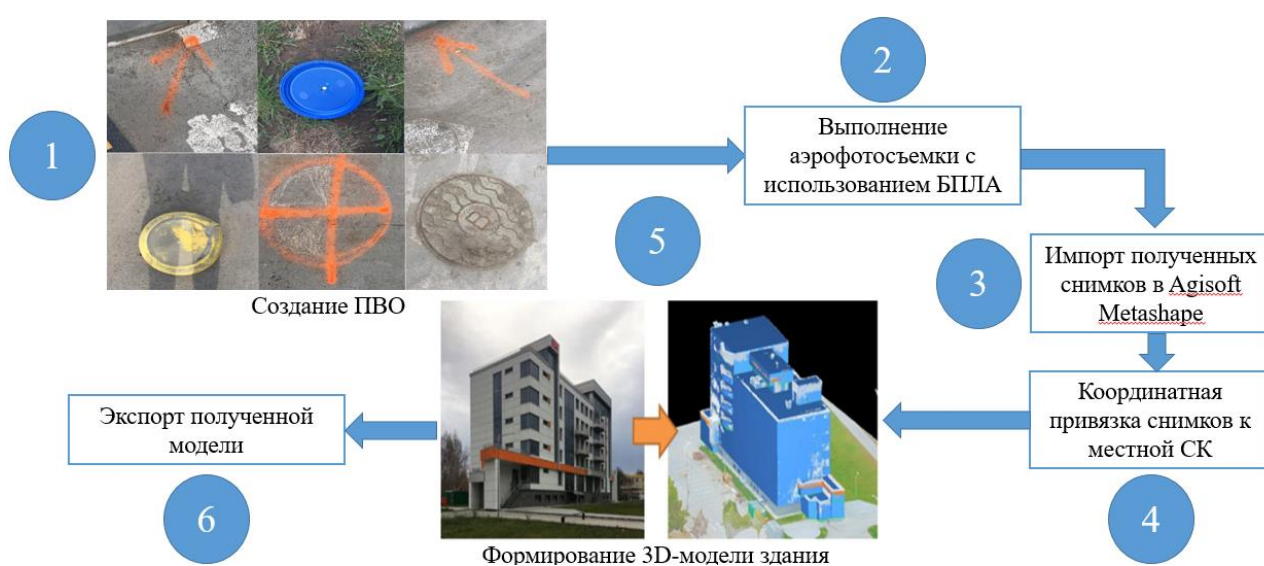 1
Создание ПВО
2
Выполнение
аэрофотосъемки с
использованием БПЛА
3
Импорт полученных
снимков в Agisoft
Metashape
4
Координатная
привязка снимков к
местной СК
5
Формирование 3D-модели здания
6
Экспорт полученной
модели